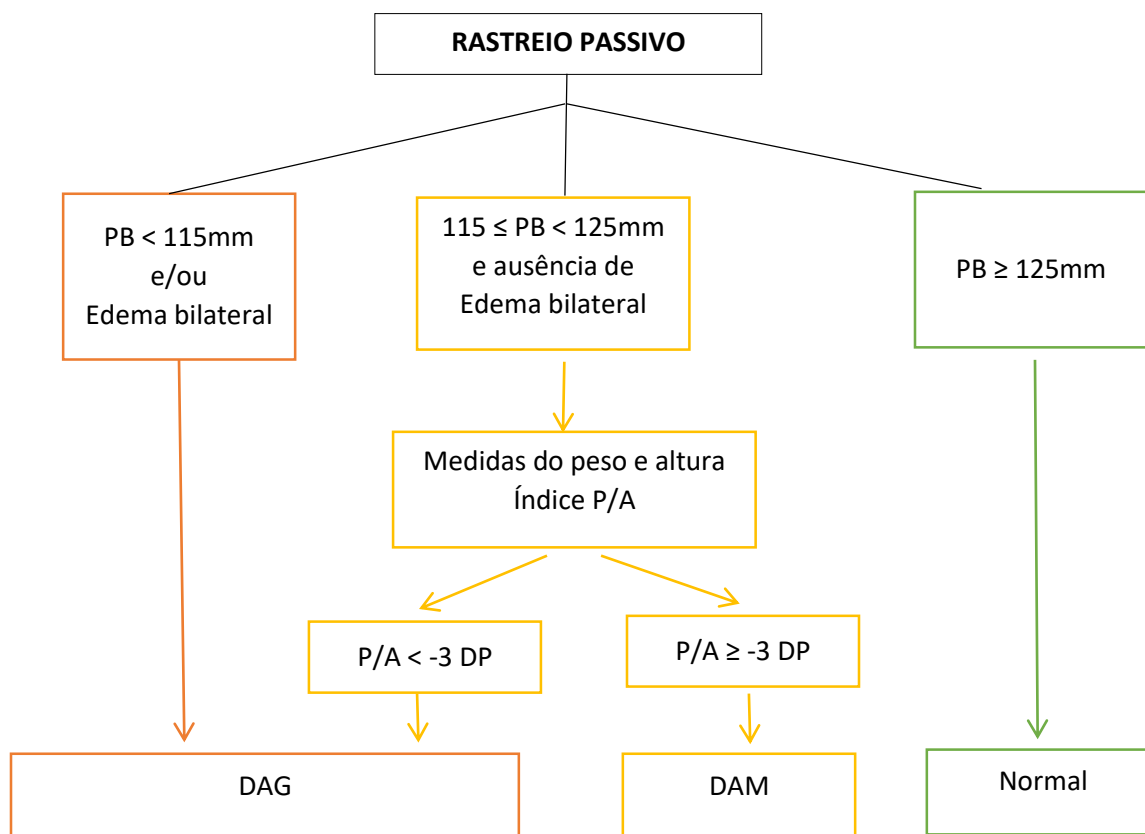 RASTREIO PASSIVO
PB < 115mm
e/ou
Edema bilateral
115 ≤ PB < 125mm
e ausência de
Edema bilateral
PB ≥ 125mm
Medidas do peso e altura
Índice P/A
P/A < -3 DP
P/A ≥ -3 DP
DAG
DAM
Normal